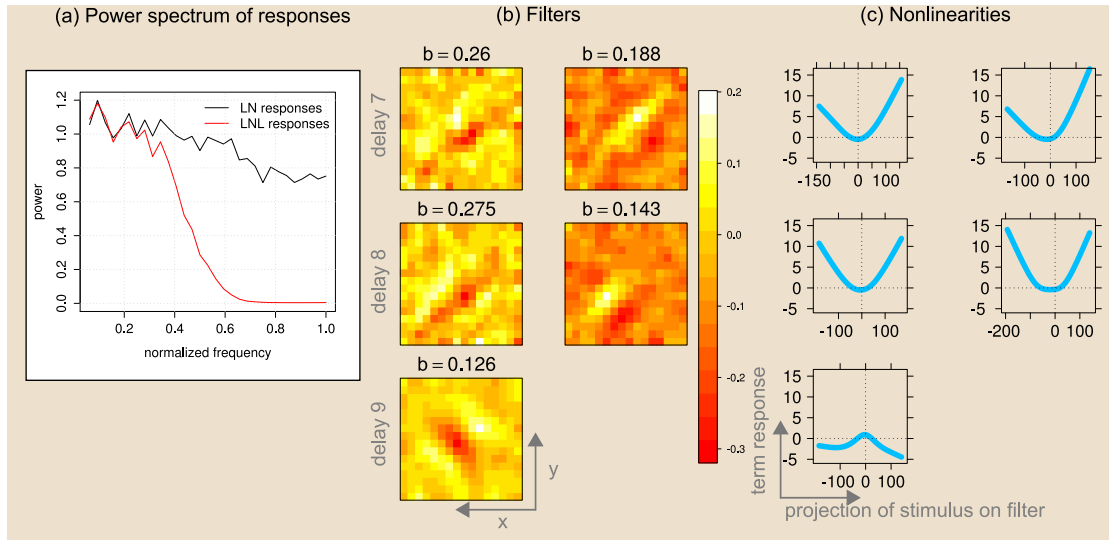 (a) Power spectrum of responses
(b) Filters
(c) Nonlinearities
LN responses
LNL responses
power
1.2
1.0
0.8
0.6
0.4
0.2
0.0
0.2 0.4 0.6 0.8 1.0
normalized frequency
delay 7
b = 0.26
b = 0.188
delay 8
b = 0.275
b = 0.143
delay 9
b = 0.126
x
y
0.2
0.1
0.0
-0.1
-0.2
-0.3
15
10
5
0
-5
-150 0 100
15
10
5
0
-5
-100 0 100
15
10
5
0
-5
-100 0 100
15
10
5
0
-5
-200 0 100
15
10
5
0
-5
-100 0 100
term response
projection of stimulus on filter